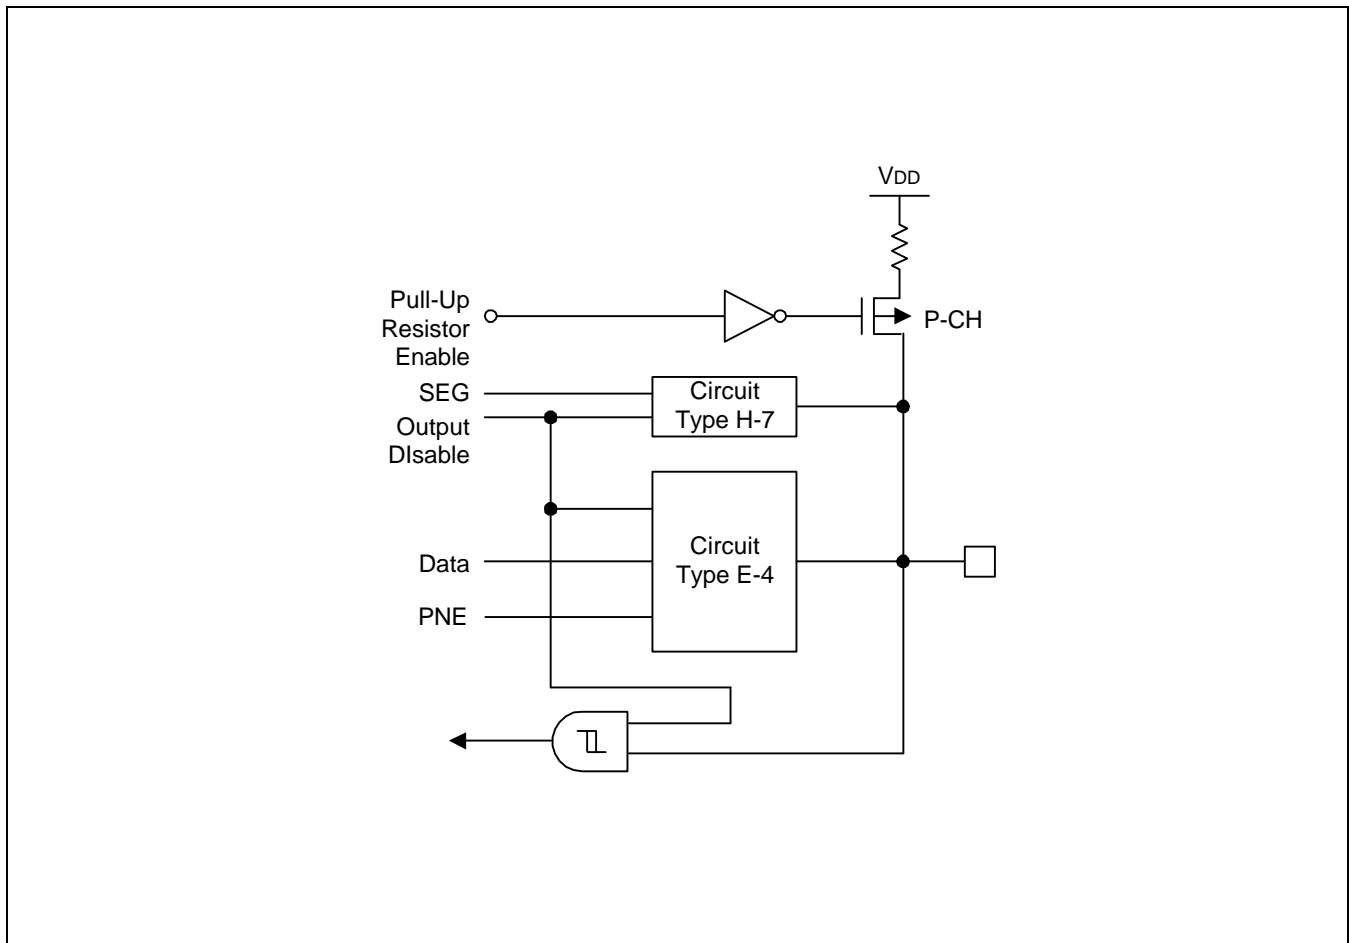 VDD
Pull-Up
Resistor
Enable
P-CH
SEG
Output
DIsable
Circuit
Type H-7
Data
PNE
Circuit
Type E-4